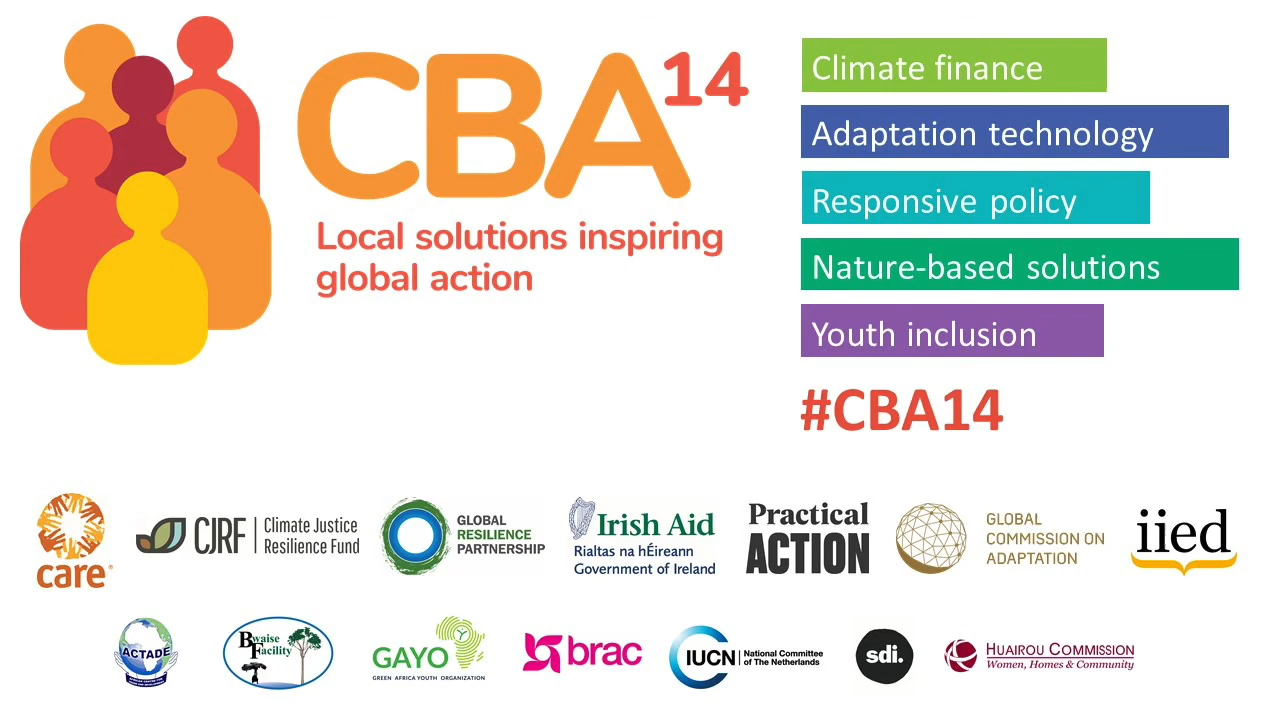 CBA14
Local solutions inspiring
global action
Climate finance
Adaptation technology
Responsive policy
Nature-based solutions
Youth inclusion
#CBA14
care®
CJRF
Climate Justice
Resilience Fund
GLOBAL
RESILIENCE
PARTNERSHIP
Irish Aid
Rialtas na hÉireann
Government of Ireland
Practical
ACTION
GLOBAL
COMMISSION ON
ADAPTATION
iied
ACTADE
Bwaise
Facility
GAYO
GREEN AFRICA YOUTH ORGANIZATION
brac
IUCN
National Committee
of The Netherlands
sdi.
HUAIROU COMMISSION
Women, Homes & Community